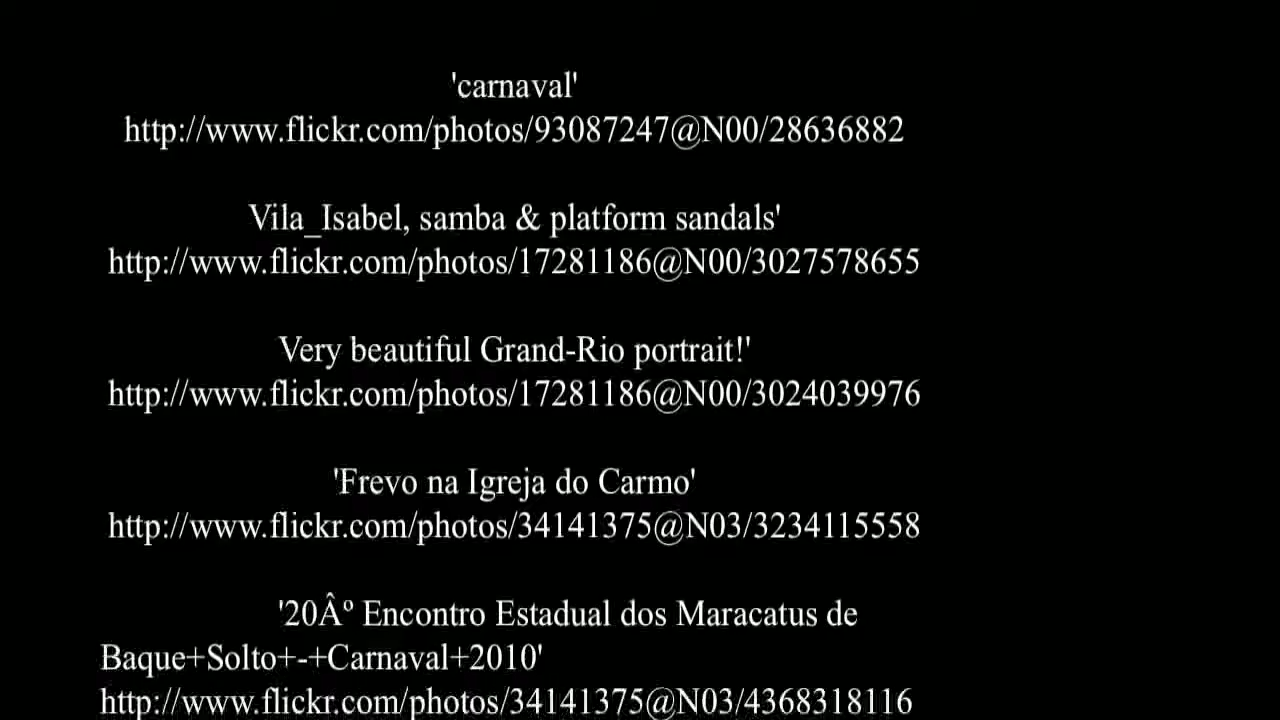 'carnaval'
http://www.flickr.com/photos/93087247@N00/28636882
Vila_Isabel, samba & platform sandals'
http://www.flickr.com/photos/17281186@N00/3027578655
Very beautiful Grand-Rio portrait!'
http://www.flickr.com/photos/17281186@N00/3024039976
'Frevo na Igreja do Carmo'
http://www.flickr.com/photos/34141375@N03/3234115558
'20Âº Encontro Estadual dos Maracatus de
Baque+Solto+-+Carnaval+2010'
http://www.flickr.com/photos/34141375@N03/4368318116